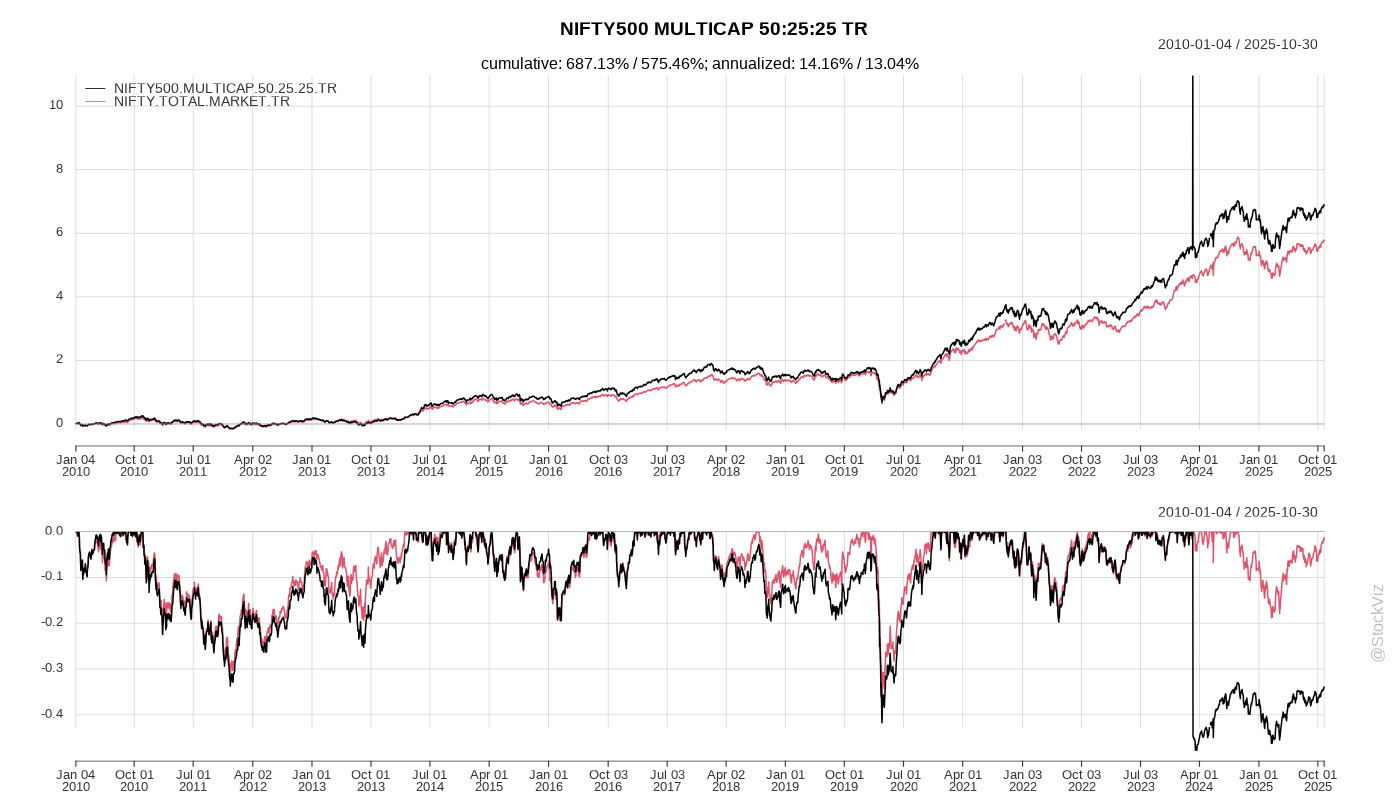 NIFTY500 MULTICAP 50:25:25 TR
2010-01-04 / 2025-10-30
cumulative: 687.13% / 575.46%; annualized: 14.16% / 13.04%
NIFTY500.MULTICAP.50.25.25.TR
NIFTY.TOTAL.MARKET.TR
10
8
6
4
2
0
Jan 04 Oct 01 Jul 01 Apr 02 Jan 01 Oct 01 Jul 01 Apr 01 Jan 01 Oct 03 Jul 03 Apr 02 Jan 01 Oct 01 Jul 01 Apr 01 Jan 03 Oct 03 Jul 03 Apr 01 Jan 01 Oct 01
2010 2010 2011 2012 2013 2013 2014 2015 2016 2016 2017 2018 2019 2019 2020 2021 2022 2022 2023 2024 2025 2025
2010-01-04 / 2025-10-30
0.0
-0.1
-0.2
-0.3
-0.4
Jan 04 Oct 01 Jul 01 Apr 02 Jan 01 Oct 01 Jul 01 Apr 01 Jan 01 Oct 03 Jul 03 Apr 02 Jan 01 Oct 01 Jul 01 Apr 01 Jan 03 Oct 03 Jul 03 Apr 01 Jan 01 Oct 01
2010 2010 2011 2012 2013 2013 2014 2015 2016 2016 2017 2018 2019 2019 2020 2021 2022 2022 2023 2024 2025 2025
@StockViz